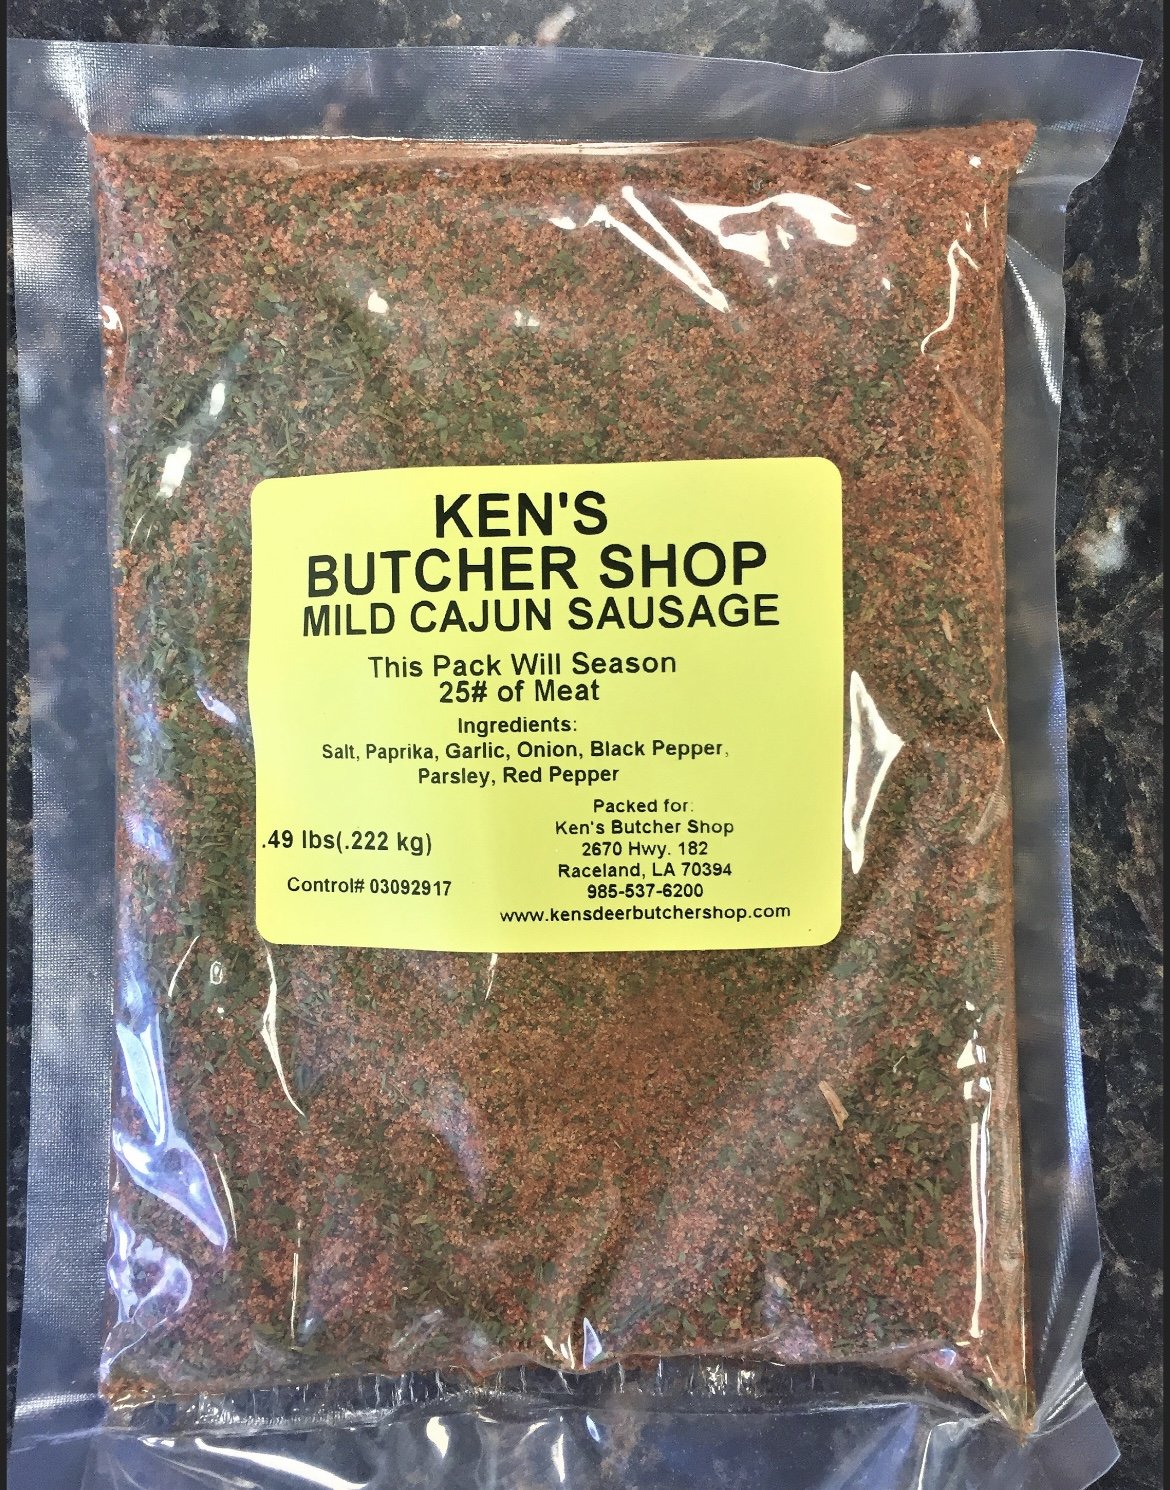 KEN'S
BUTCHER SHOP
MILD CAJUN SAUSAGE
This Pack Will Season
25# of Meat
Ingredients:
Salt, Paprika, Garlic, Onion, Black Pepper,
Parsley, Red Pepper
.49 lbs(.222 kg)
Control# 03092917
Packed for:
Ken's Butcher Shop
2670 Hwy. 182
Raceland, LA 70394
985-537-6200
www.kensdeerbutchershop.com